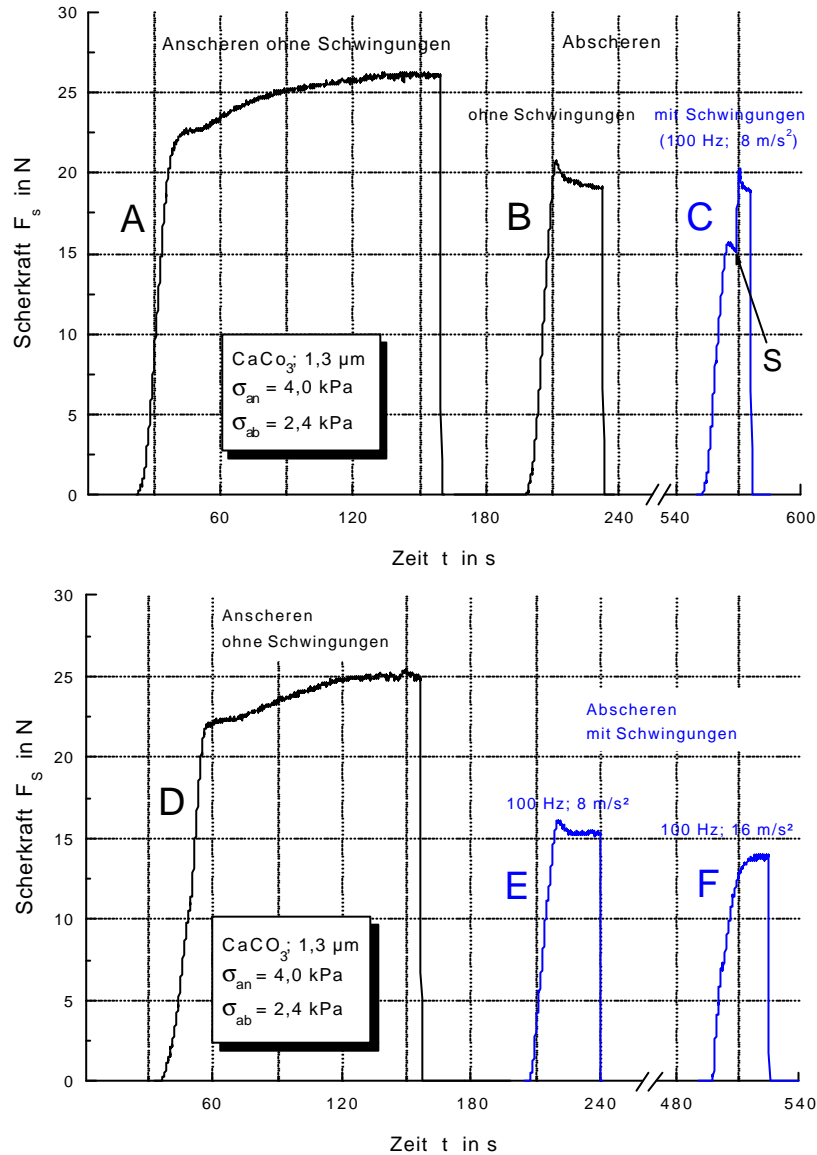 30
25
20
15
10
5
0
Scherkraft F_s in N
Anscheren ohne Schwingungen
Abscheren
ohne Schwingungen
mit Schwingungen
(100 Hz; 8 m/s²)
A
B
C
S
CaCo₃; 1,3 µm
σ_an = 4,0 kPa
σ_ab = 2,4 kPa
60
120
180
240
540
600
Zeit t in s
30
25
20
15
10
5
0
Scherkraft F_s in N
Anscheren
ohne Schwingungen
Abscheren
mit Schwingungen
100 Hz; 8 m/s²
100 Hz; 16 m/s²
D
E
F
CaCO₃; 1,3 µm
σ_an = 4,0 kPa
σ_ab = 2,4 kPa
60
120
180
240
480
540
Zeit t in s